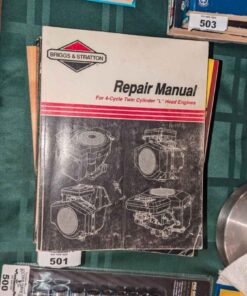 503
BRIGGS & STRATTON
Repair Manual
For 4-Cycle Twin Cylinder "L" Head Engines
501
500